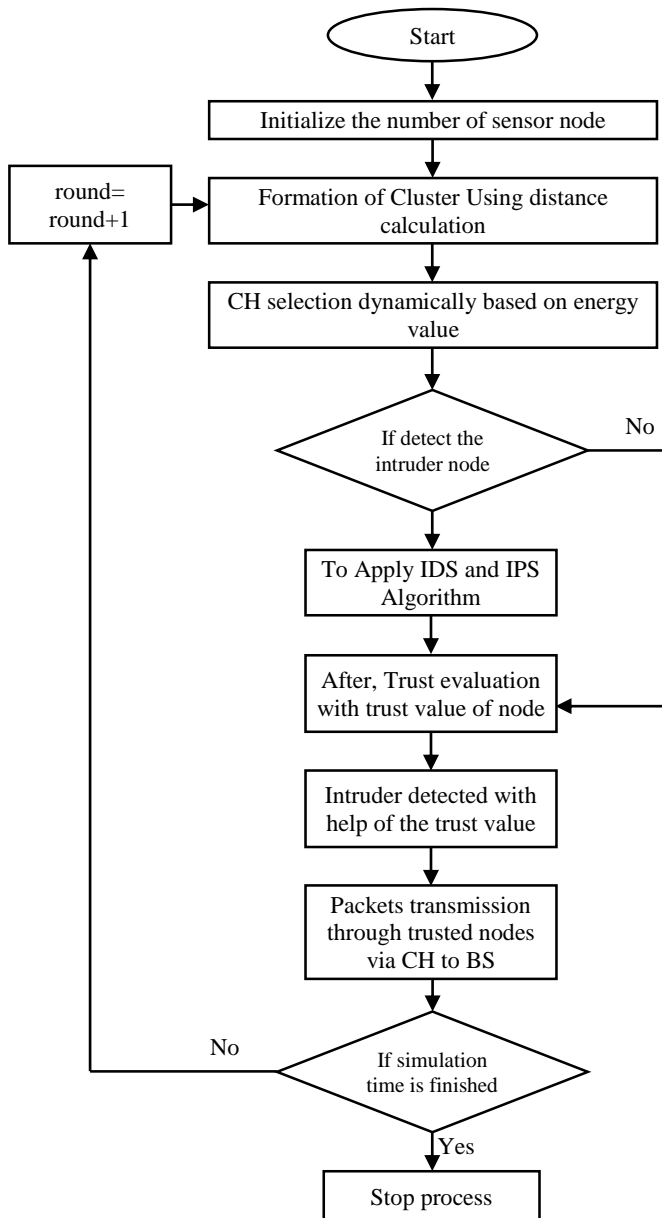 Start
Initialize the number of sensor node
round=
round+1
Formation of Cluster Using distance
calculation
CH selection dynamically based on energy
value
If detect the
intruder node
No
To Apply IDS and IPS
Algorithm
After, Trust evaluation
with trust value of node
Intruder detected with
help of the trust value
Packets transmission
through trusted nodes
via CH to BS
No
If simulation
time is finished
Yes
Stop process